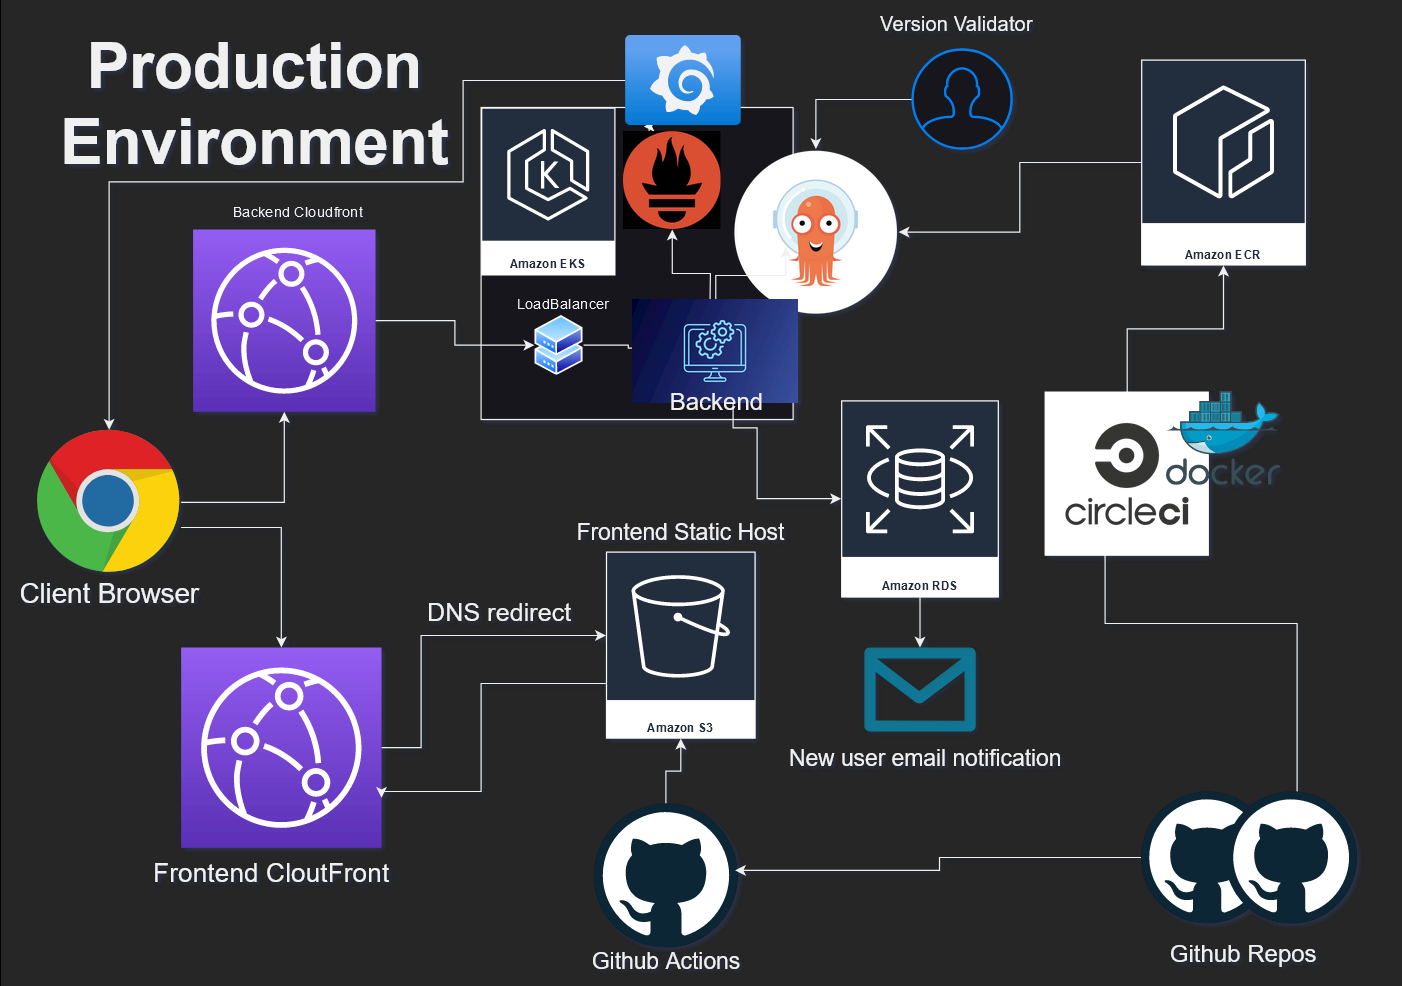 Production
Environment
Version Validator
Backend Cloudfront
K
Amazon EKS
Amazon ECR
LoadBalancer
Backend
docker
circleci
Frontend Static Host
Amazon RDS
Client Browser
DNS redirect
Amazon S3
New user email notification
Frontend CloutFront
Github Actions
Github Repos